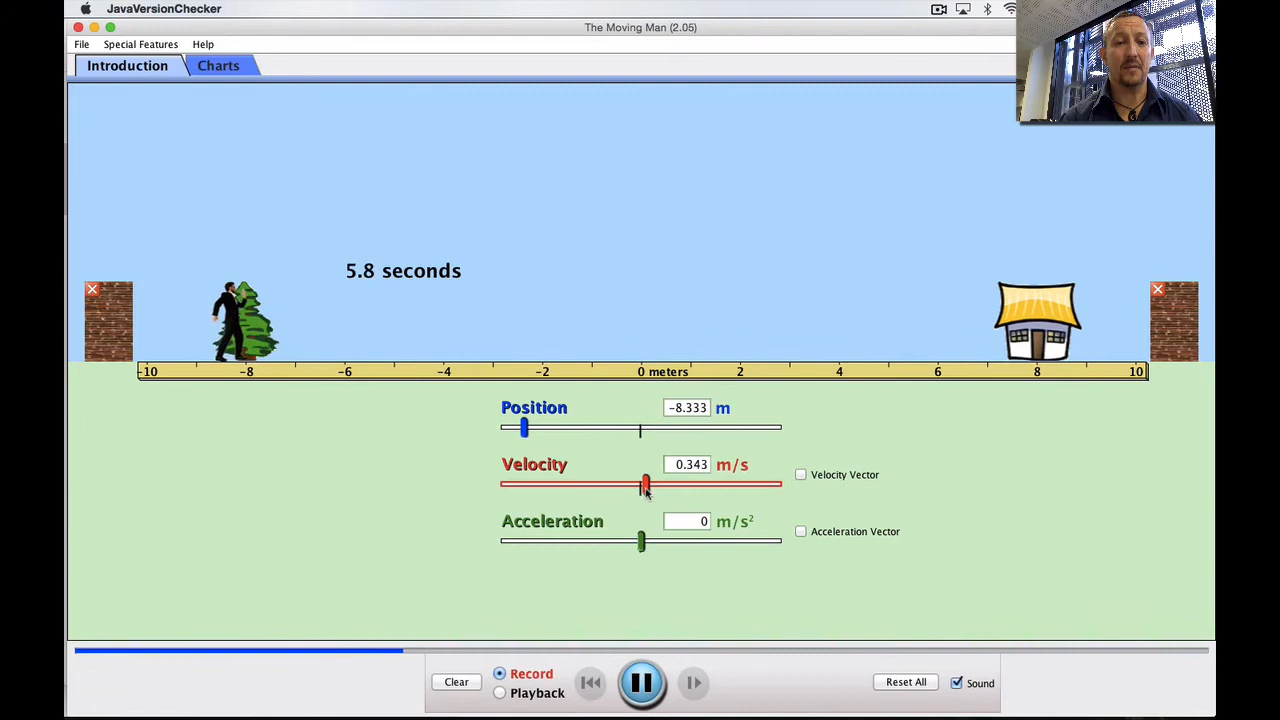 JavaVersionChecker
The Moving Man (2.05)
File Special Features Help
Introduction Charts
5.8 seconds
-10 -8 -6 -4 -2 0 meters 2 4 6 8 10
Position -8.333 m
Velocity 0.343 m/s
Velocity Vector
Acceleration 0 m/s²
Acceleration Vector
Clear Record Reset All Sound
Playback